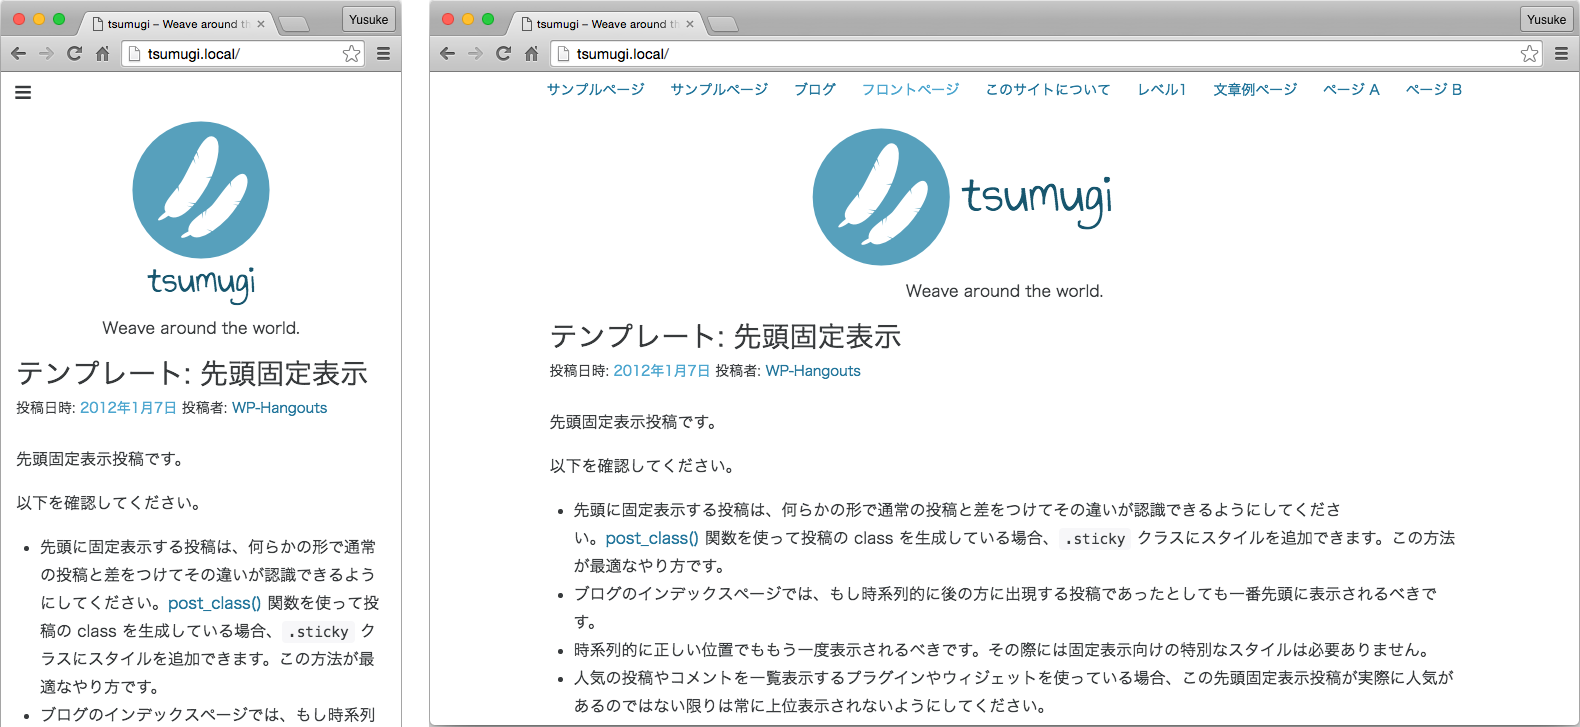 tsumugi – Weave around th
Yusuke
tsumugi.local/
tsumugi
Weave around the world.
テンプレート: 先頭固定表示
投稿日時: 2012年1月7日 投稿者: WP-Hangouts
先頭固定表示投稿です。
以下を確認してください。
• 先頭に固定表示する投稿は、何らかの形で通常
の投稿と差をつけてその違いが認識できるよう
にしてください。post_class() 関数を使って投
稿の class を生成している場合、 .sticky ク
ラスにスタイルを追加できます。この方法が最
適なやり方です。
• ブログのインデックスページでは、もし時系列
tsumugi – Weave around th
Yusuke
tsumugi.local/
サンプルページ サンプルページ ブログ フロントページ このサイトについて レベル1 文章例ページ ページ A ページ B
tsumugi
Weave around the world.
テンプレート: 先頭固定表示
投稿日時: 2012年1月7日 投稿者: WP-Hangouts
先頭固定表示投稿です。
以下を確認してください。
• 先頭に固定表示する投稿は、何らかの形で通常の投稿と差をつけてその違いが認識できるようにしてくださ
い。post_class() 関数を使って投稿の class を生成している場合、 .sticky クラスにスタイルを追加できます。この方法
が最適なやり方です。
• ブログのインデックスページでは、もし時系列的に後の方に出現する投稿であったとしても一番先頭に表示されるべきで
す。
• 時系列的に正しい位置でももう一度表示されるべきです。その際には固定表示向けの特別なスタイルは必要ありません。
• 人気の投稿やコメントを一覧表示するプラグインやウィジェットを使っている場合、この先頭固定表示投稿が実際に人気が
あるのではない限りは常に上位表示されないようにしてください。